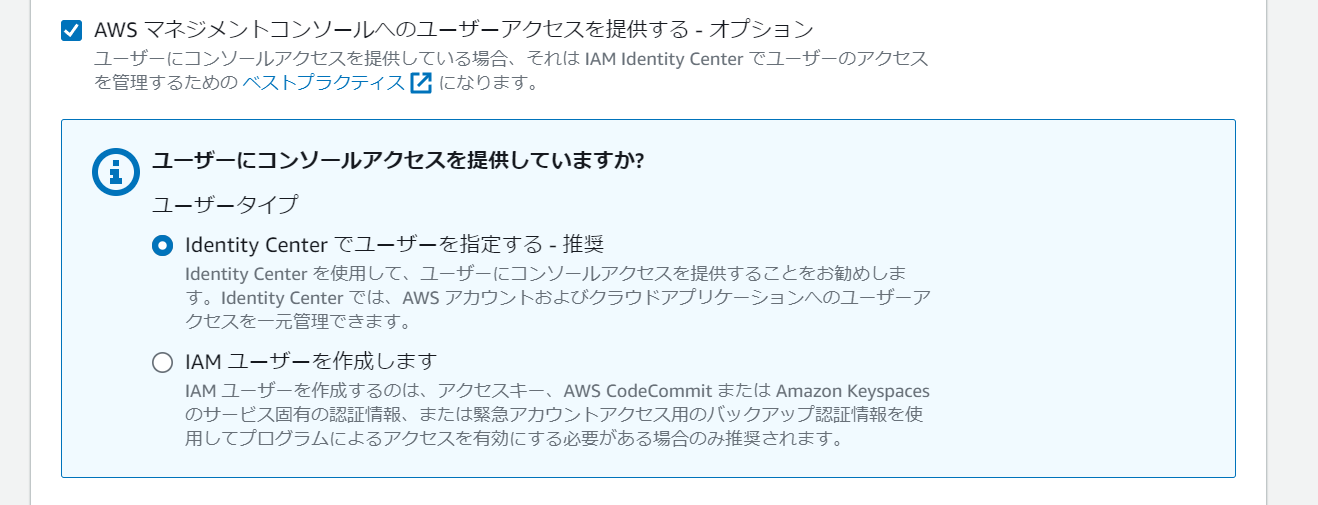 AWS マネジメントコンソールへのユーザーアクセスを提供する - オプション
ユーザーにコンソールアクセスを提供している場合、それは IAM Identity Center でユーザーのアクセス
を管理するための ベストプラクティス になります。
ユーザーにコンソールアクセスを提供していますか?
ユーザータイプ
Identity Center でユーザーを指定する - 推奨
Identity Center を使用して、ユーザーにコンソールアクセスを提供することをお勧めしま
す。Identity Center では、AWS アカウントおよびクラウドアプリケーションへのユーザーア
クセスを一元管理できます。
IAM ユーザーを作成します
IAM ユーザーを作成するのは、アクセスキー、AWS CodeCommit または Amazon Keyspaces
のサービス固有の認証情報、または緊急アカウントアクセス用のバックアップ認証情報を使
用してプログラムによるアクセスを有効にする必要がある場合のみ推奨されます。